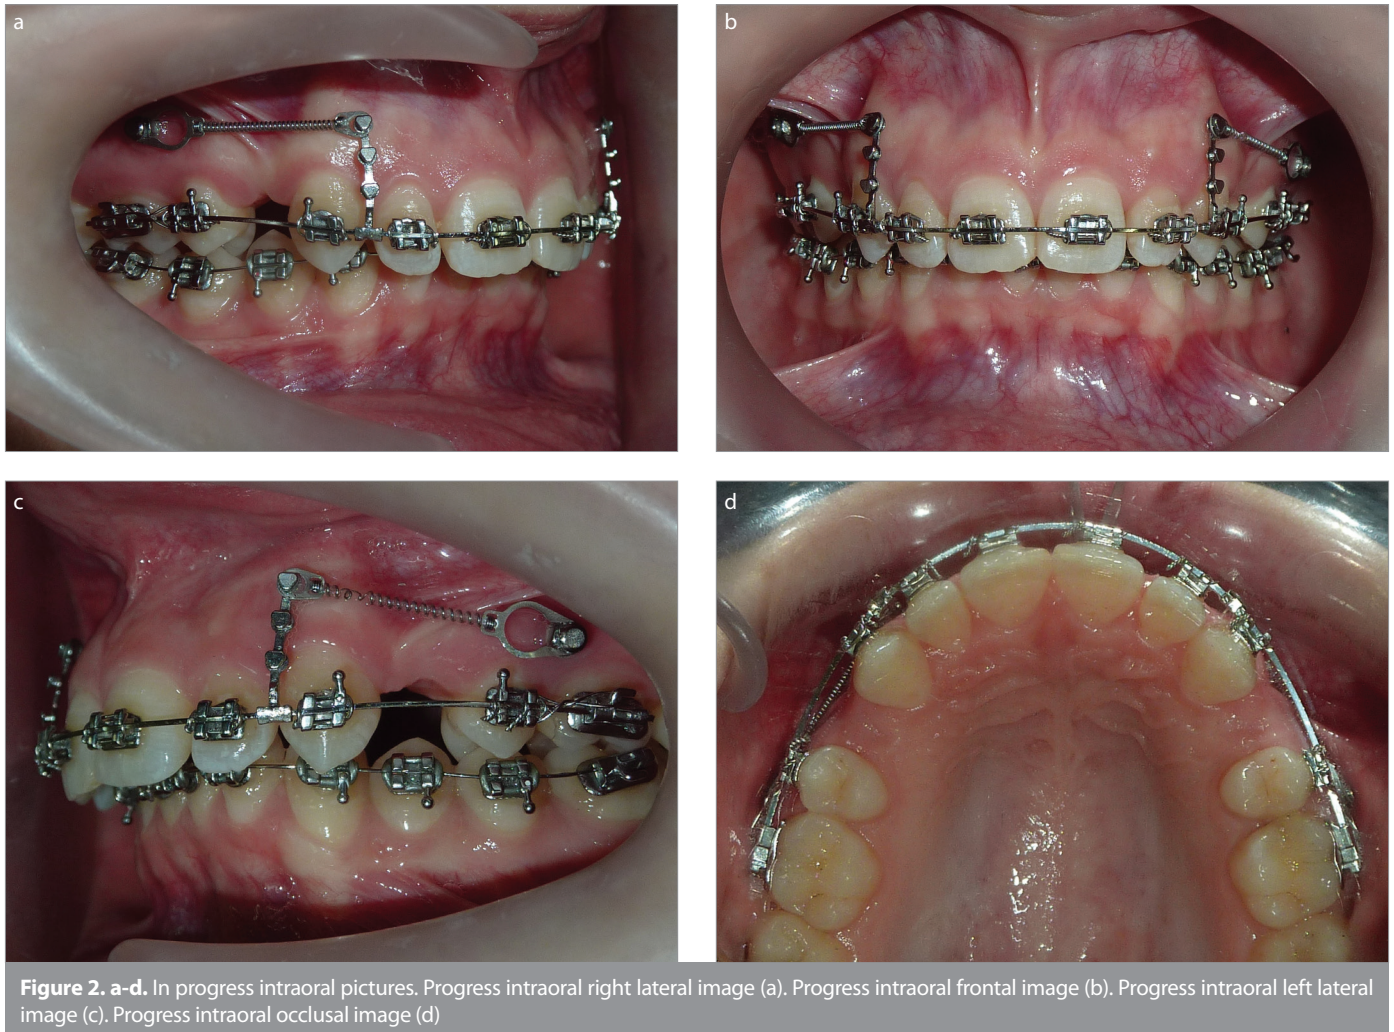 a
b
c
d
Figure 2. a-d. In progress intraoral pictures. Progress intraoral right lateral image (a). Progress intraoral frontal image (b). Progress intraoral left lateral
image (c). Progress intraoral occlusal image (d)